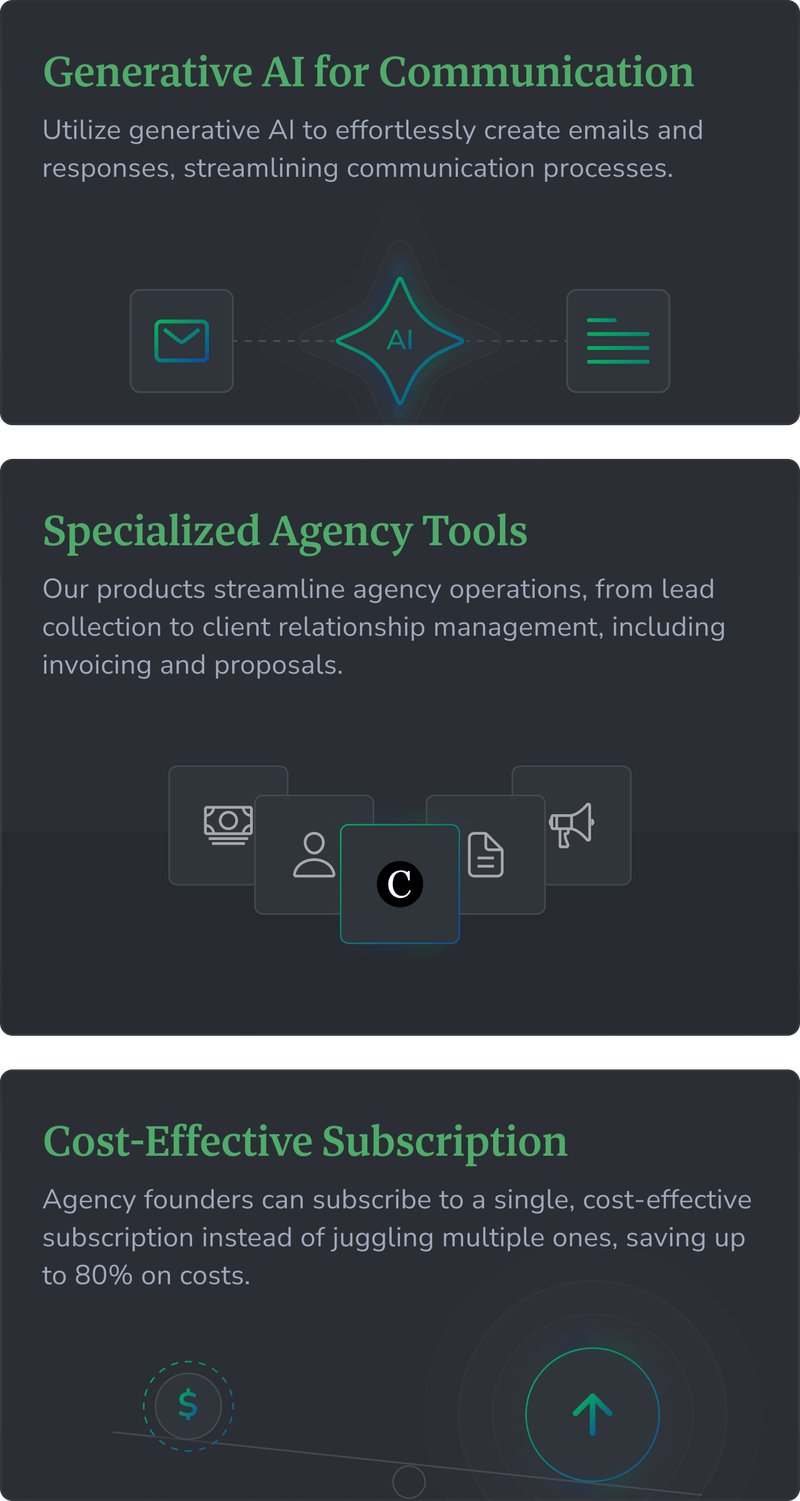 Generative AI for Communication
Utilize generative AI to effortlessly create emails and
responses, streamlining communication processes.
AI
Specialized Agency Tools
Our products streamline agency operations, from lead
collection to client relationship management, including
invoicing and proposals.
C
Cost-Effective Subscription
Agency founders can subscribe to a single, cost-effective
subscription instead of juggling multiple ones, saving up
to 80% on costs.
$